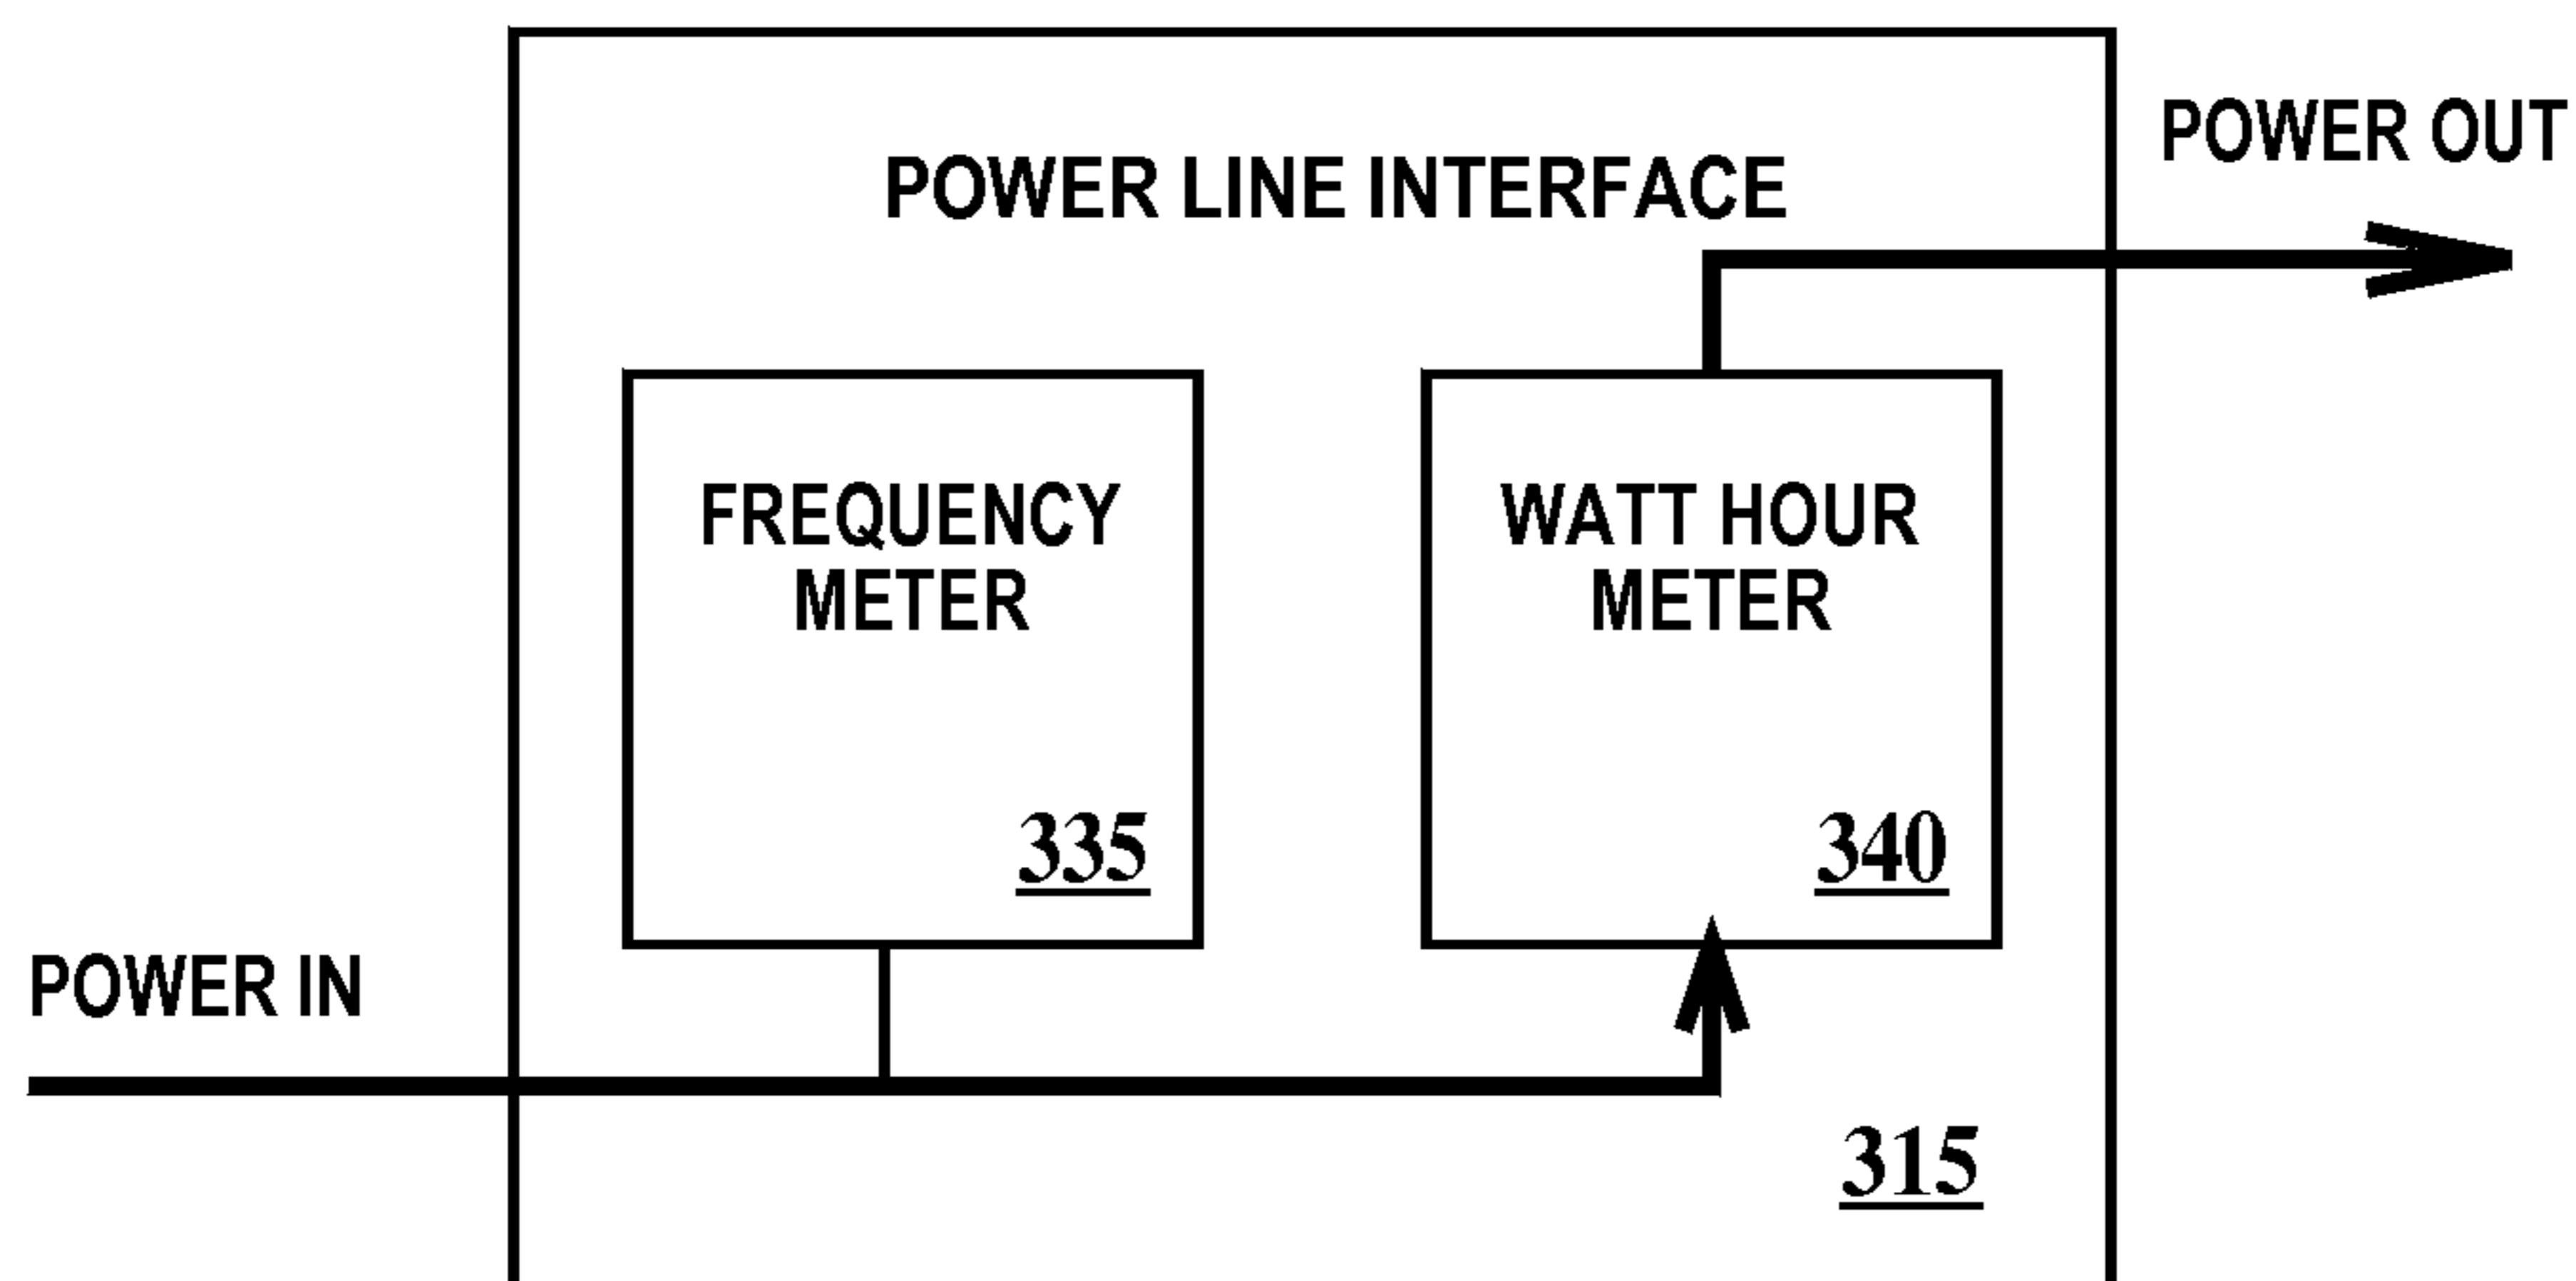 POWER OUT
POWER LINE INTERFACE
FREQUENCY
METER
335
WATT HOUR
METER
340
POWER IN
315